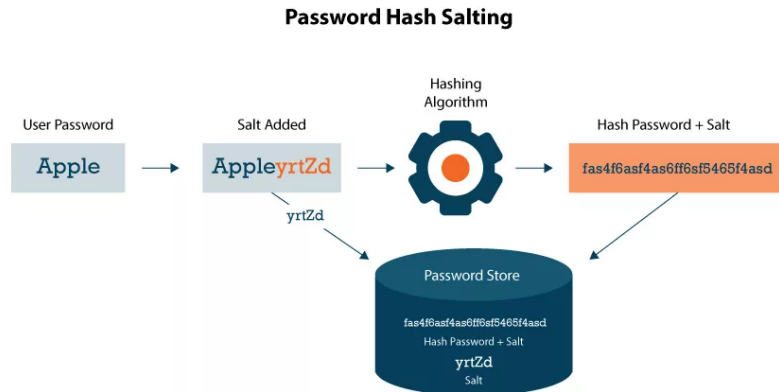 Password Hash Salting
User Password
Salt Added
Hashing
Algorithm
Hash Password + Salt
Apple
AppleyrtZd
fas4f6asf4as6ff6sf5465f4asd
yrtZd
Password Store
fas4f6asf4as6ff6sf5465f4asd
Hash Password + Salt
yrtZd
Salt